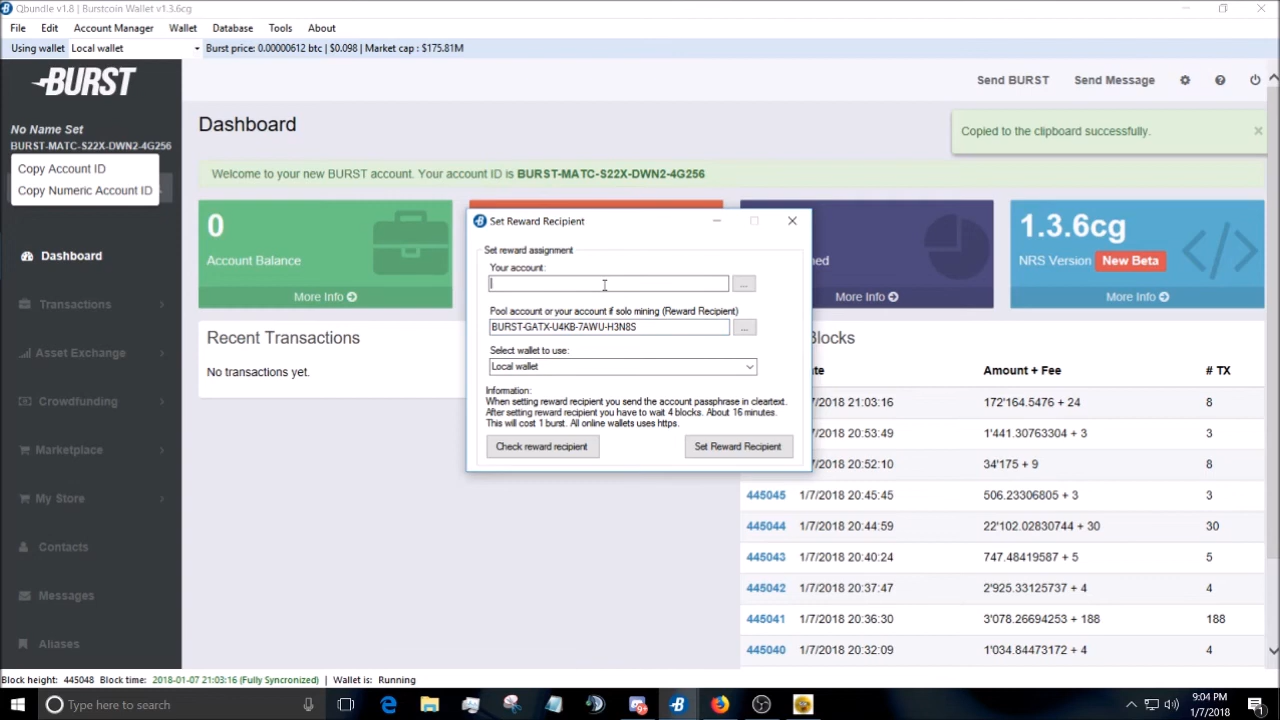 Qbundle v1.8 | Burstcoin Wallet v1.3.6cg
File Edit Account Manager Wallet Database Tools About
Using wallet Local wallet Burst price: 0.00000612 btc | $0.098 | Market cap : $175.81M
BURST
No Name Set
BURST-MATC-S22X-DWN2-4G256
Copy Account ID
Copy Numeric Account ID
Dashboard
Transactions
Asset Exchange
Crowdfunding
Marketplace
My Store
Contacts
Messages
Aliases
Send BURST Send Message
Dashboard
Copied to the clipboard successfully.
Welcome to your new BURST account. Your account ID is BURST-MATC-S22X-DWN2-4G256
0
Account Balance
More Info
ned
More Info
1.3.6cg
NRS Version New Beta
More Info
Set Reward Recipient
Set reward assignment
Your account:
...
Pool account or your account if solo mining (Reward Recipient)
BURST-GATX-U4KB-7AWU-H3N8S
...
Select wallet to use:
Local wallet
Information:
When setting reward recipient you send the account passphrase in cleartext.
After setting reward recipient you have to wait 4 blocks. About 16 minutes.
This will cost 1 burst. All online wallets uses https.
Check reward recipient Set Reward Recipient
Recent Transactions
No transactions yet.
Blocks
ate Amount + Fee # TX
/7/2018 21:03:16 172'164.5476 + 24 8
/7/2018 20:53:49 1'441.30763304 + 3 3
/7/2018 20:52:10 34'175 + 9 8
445045 1/7/2018 20:45:45 506.23306805 + 3 3
445044 1/7/2018 20:44:59 22'102.02830744 + 30 30
445043 1/7/2018 20:40:24 747.48419587 + 5 5
445042 1/7/2018 20:37:47 2'925.33125737 + 4 4
445041 1/7/2018 20:36:30 3'078.26694253 + 188 188
445040 1/7/2018 20:32:09 1'034.84473172 + 4 4
Block height: 445048 Block time: 2018-01-07 21:03:16 (Fully Syncronized) Wallet is: Running
Type here to search
9:04 PM
1/7/2018